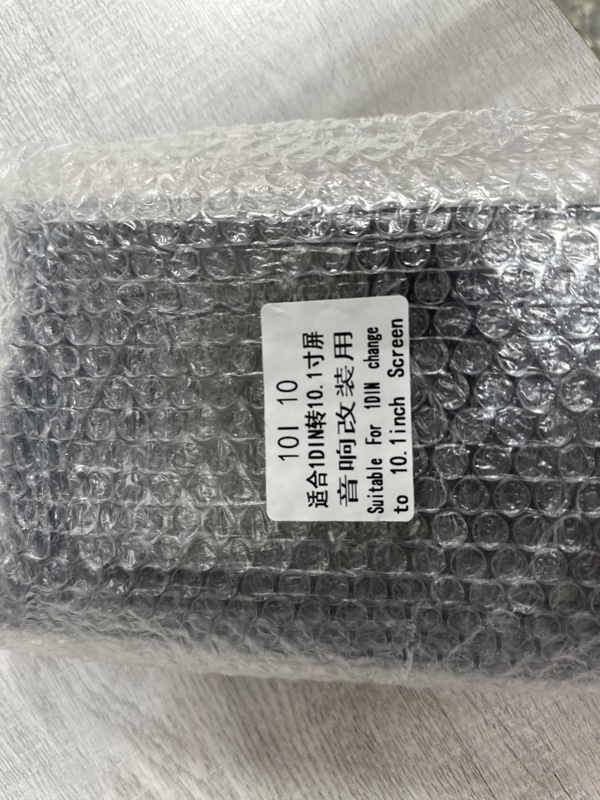 10I 10
适合1DIN转10.1寸屏
音响改装用
Suitable For 1DIN change
to 10.1inch Screen